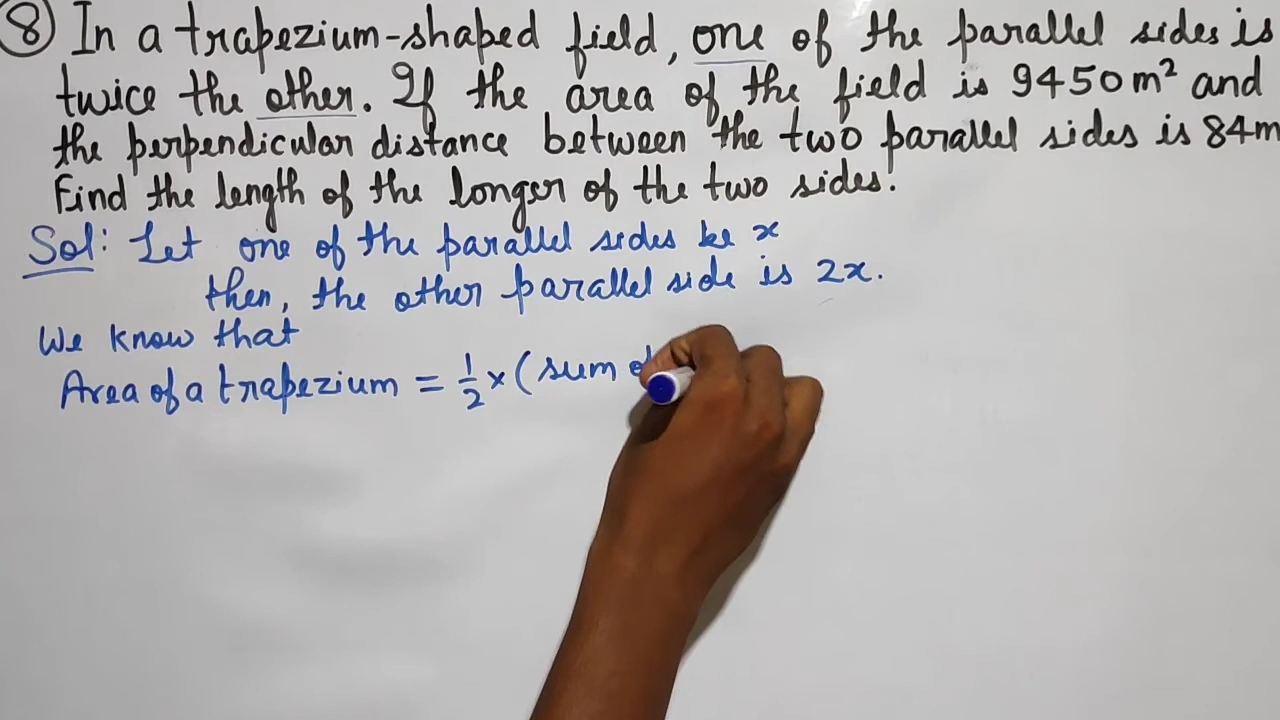 8 In a trapezium-shaped field, one of the parallel sides is
twice the other. If the area of the field is 9450 m² and
the perpendicular distance between the two parallel sides is 84m
Find the length of the longer of the two sides.
Sol: Let one of the parallel sides be x
then, the other parallel side is 2x.
We know that
Area of a trapezium = 1/2 × ( sum of